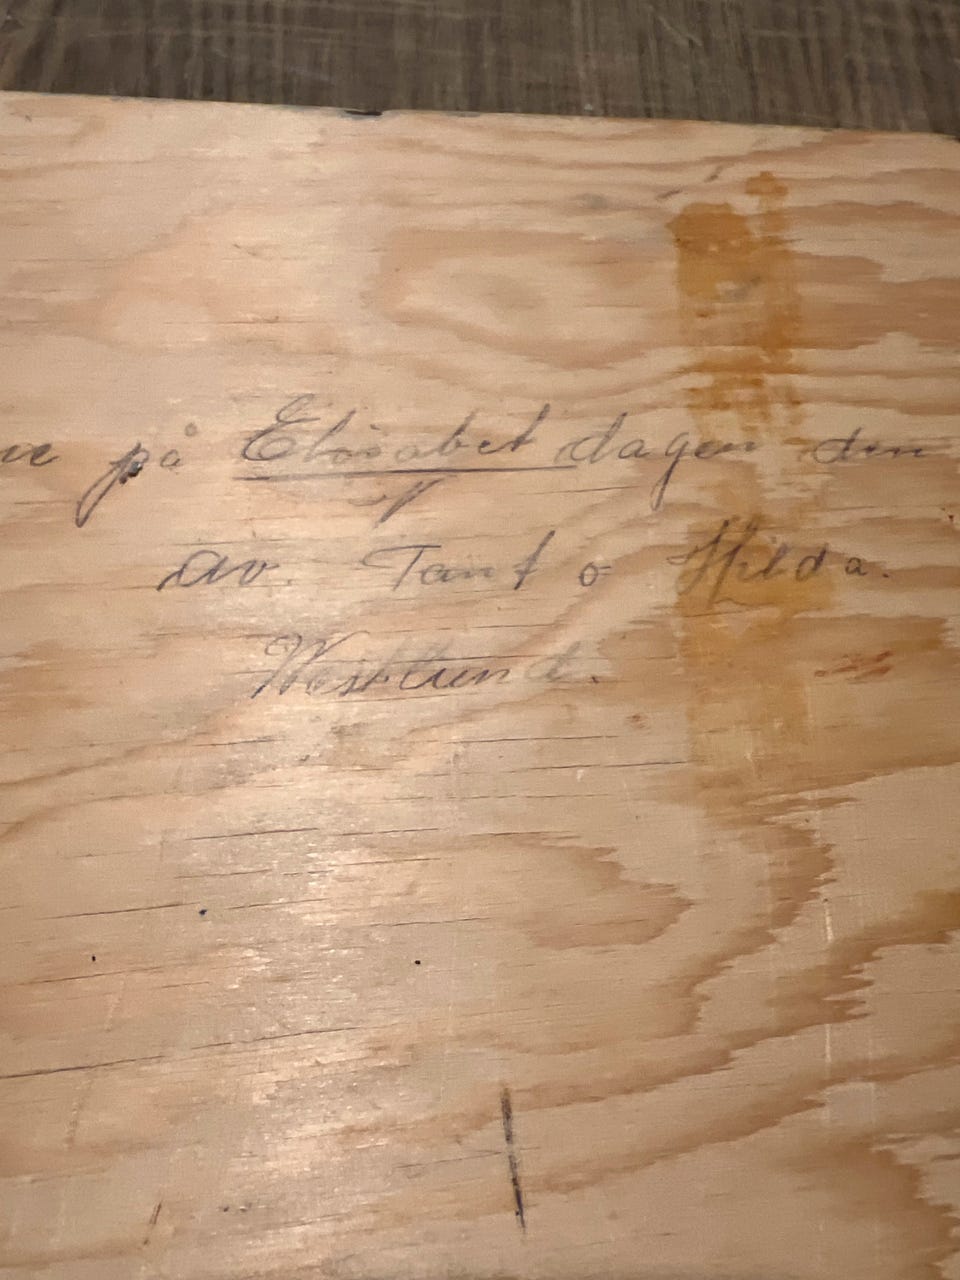 på Elisabet dagen den
av. Tant o Hilda.
Westlund.